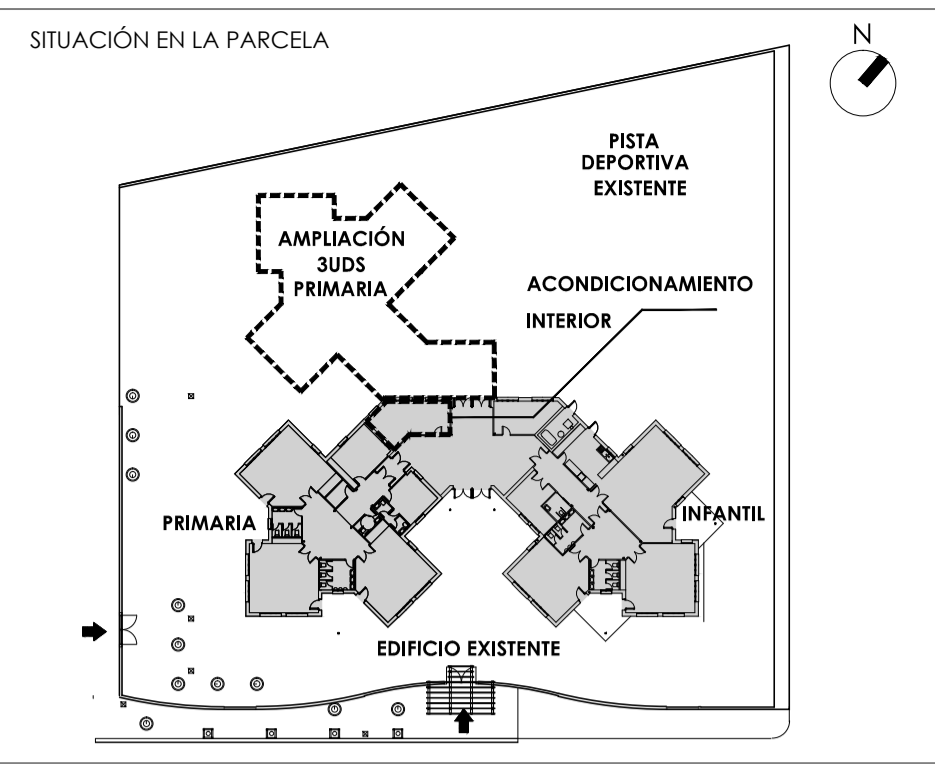 SITUACIÓN EN LA PARCELA
N
PISTA
DEPORTIVA
EXISTENTE
AMPLIACIÓN
3UDS
PRIMARIA
ACONDICIONAMIENTO
INTERIOR
PRIMARIA
INFANTIL
EDIFICIO EXISTENTE